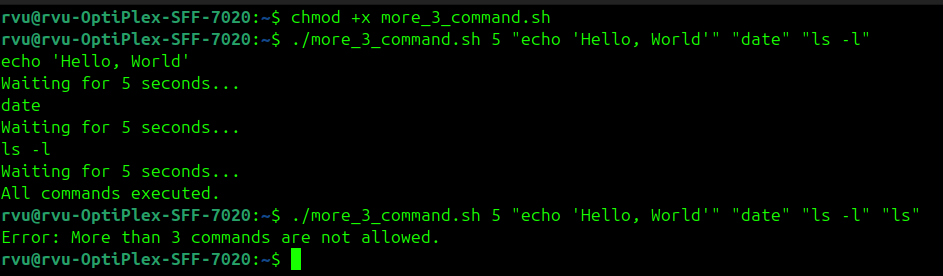 rvu@rvu-OptiPlex-SFF-7020:~$ chmod +x more_3_command.sh
rvu@rvu-OptiPlex-SFF-7020:~$ ./more_3_command.sh 5 "echo 'Hello, World'" "date" "ls -l"
echo 'Hello, World'
Waiting for 5 seconds...
date
Waiting for 5 seconds...
ls -l
Waiting for 5 seconds...
All commands executed.
rvu@rvu-OptiPlex-SFF-7020:~$ ./more_3_command.sh 5 "echo 'Hello, World'" "date" "ls -l" "ls"
Error: More than 3 commands are not allowed.
rvu@rvu-OptiPlex-SFF-7020:~$